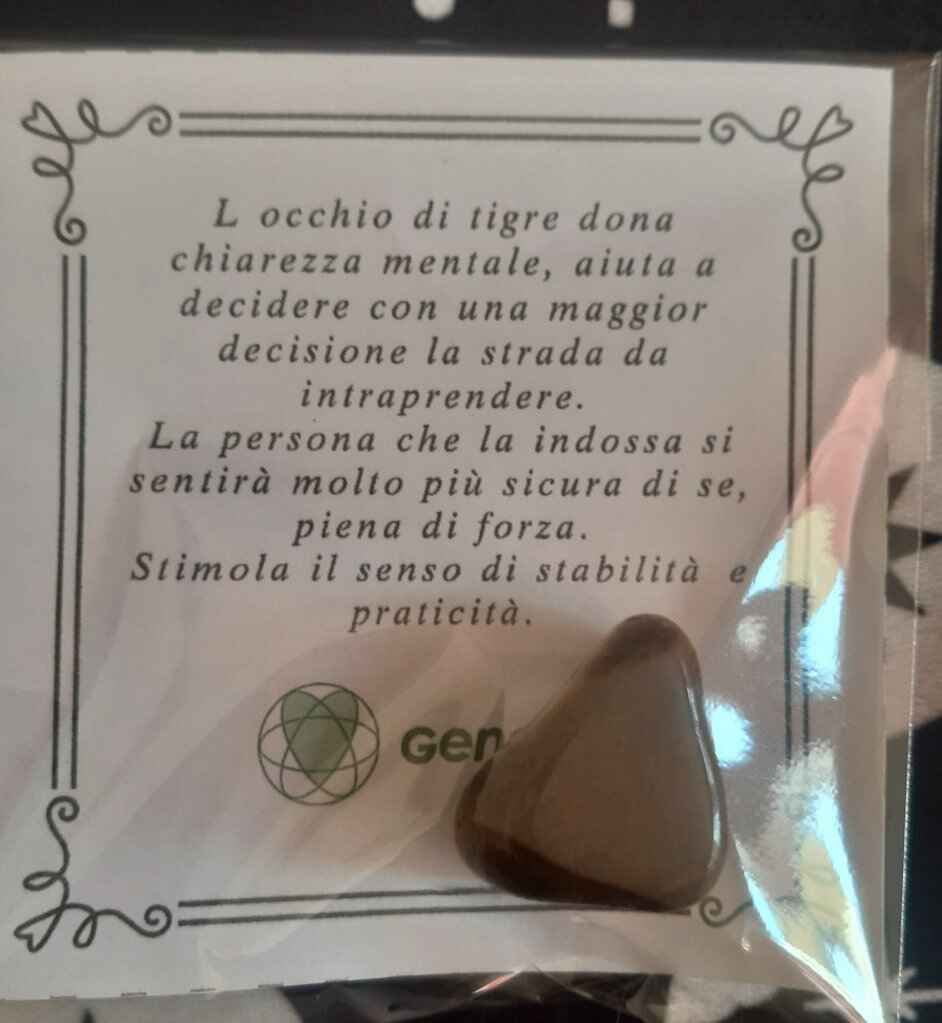 L occhio di tigre dona
chiarezza mentale, aiuta a
decidere con una maggior
decisione la strada da
intraprendere.
La persona che la indossa si
sentirà molto più sicura di se,
piena di forza.
Stimola il senso di stabilità e
praticità.